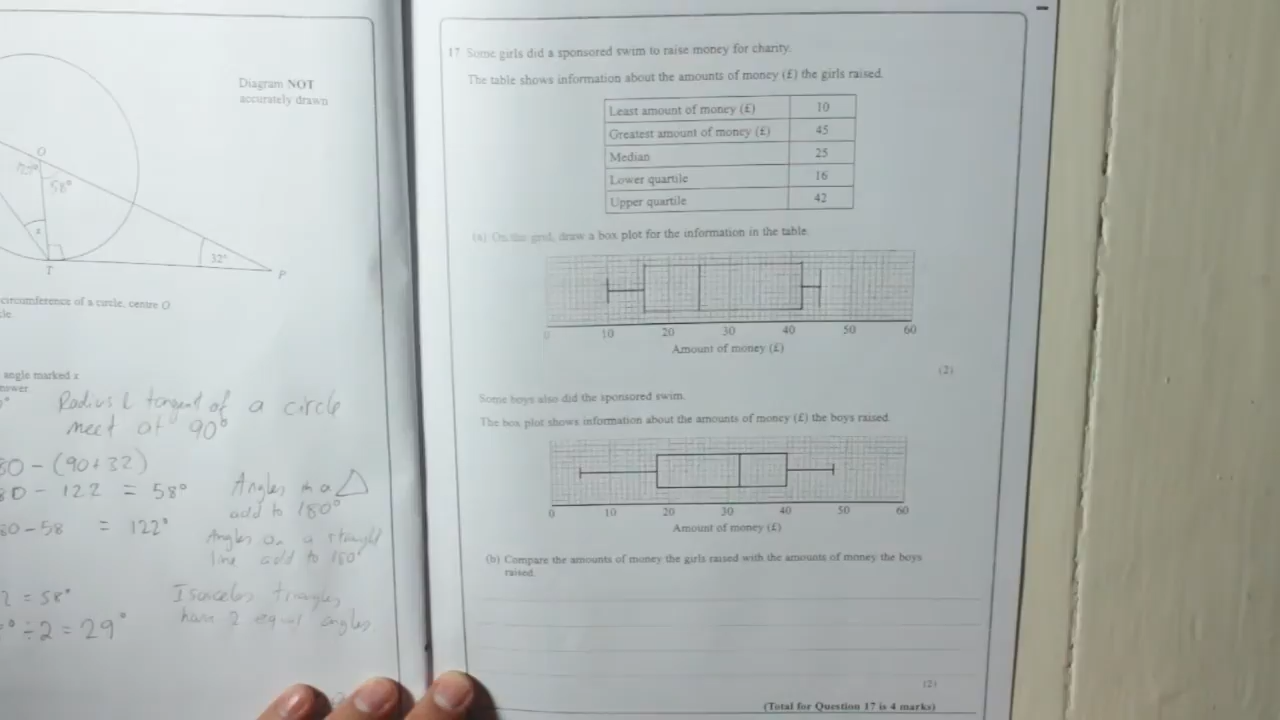 Diagram NOT
accurately drawn
O
58°
x
32°
T
P
circumference of a circle, centre O
angle marked x
Radius & tangent of a circle
meet at 90°
80 - (90+32)
80 - 122 = 58°
Angles in a
add to 180°
80 - 58 = 122°
Angles on a straight
line add to 180°
2 = 58°
Isosceles triangles
have 2 equal angles
÷ 2 = 29°
17 Some girls did a sponsored swim to raise money for charity.
The table shows information about the amounts of money (£) the girls raised.
Least amount of money (£) 10
Greatest amount of money (£) 45
Median 25
Lower quartile 16
Upper quartile 42
(a) On the grid, draw a box plot for the information in the table.
0 10 20 30 40 50 60
Amount of money (£)
(2)
Some boys also did the sponsored swim.
The box plot shows information about the amounts of money (£) the boys raised.
0 10 20 30 40 50 60
Amount of money (£)
(b) Compare the amounts of money the girls raised with the amounts of money the boys
raised.
(2)
(Total for Question 17 is 4 marks)